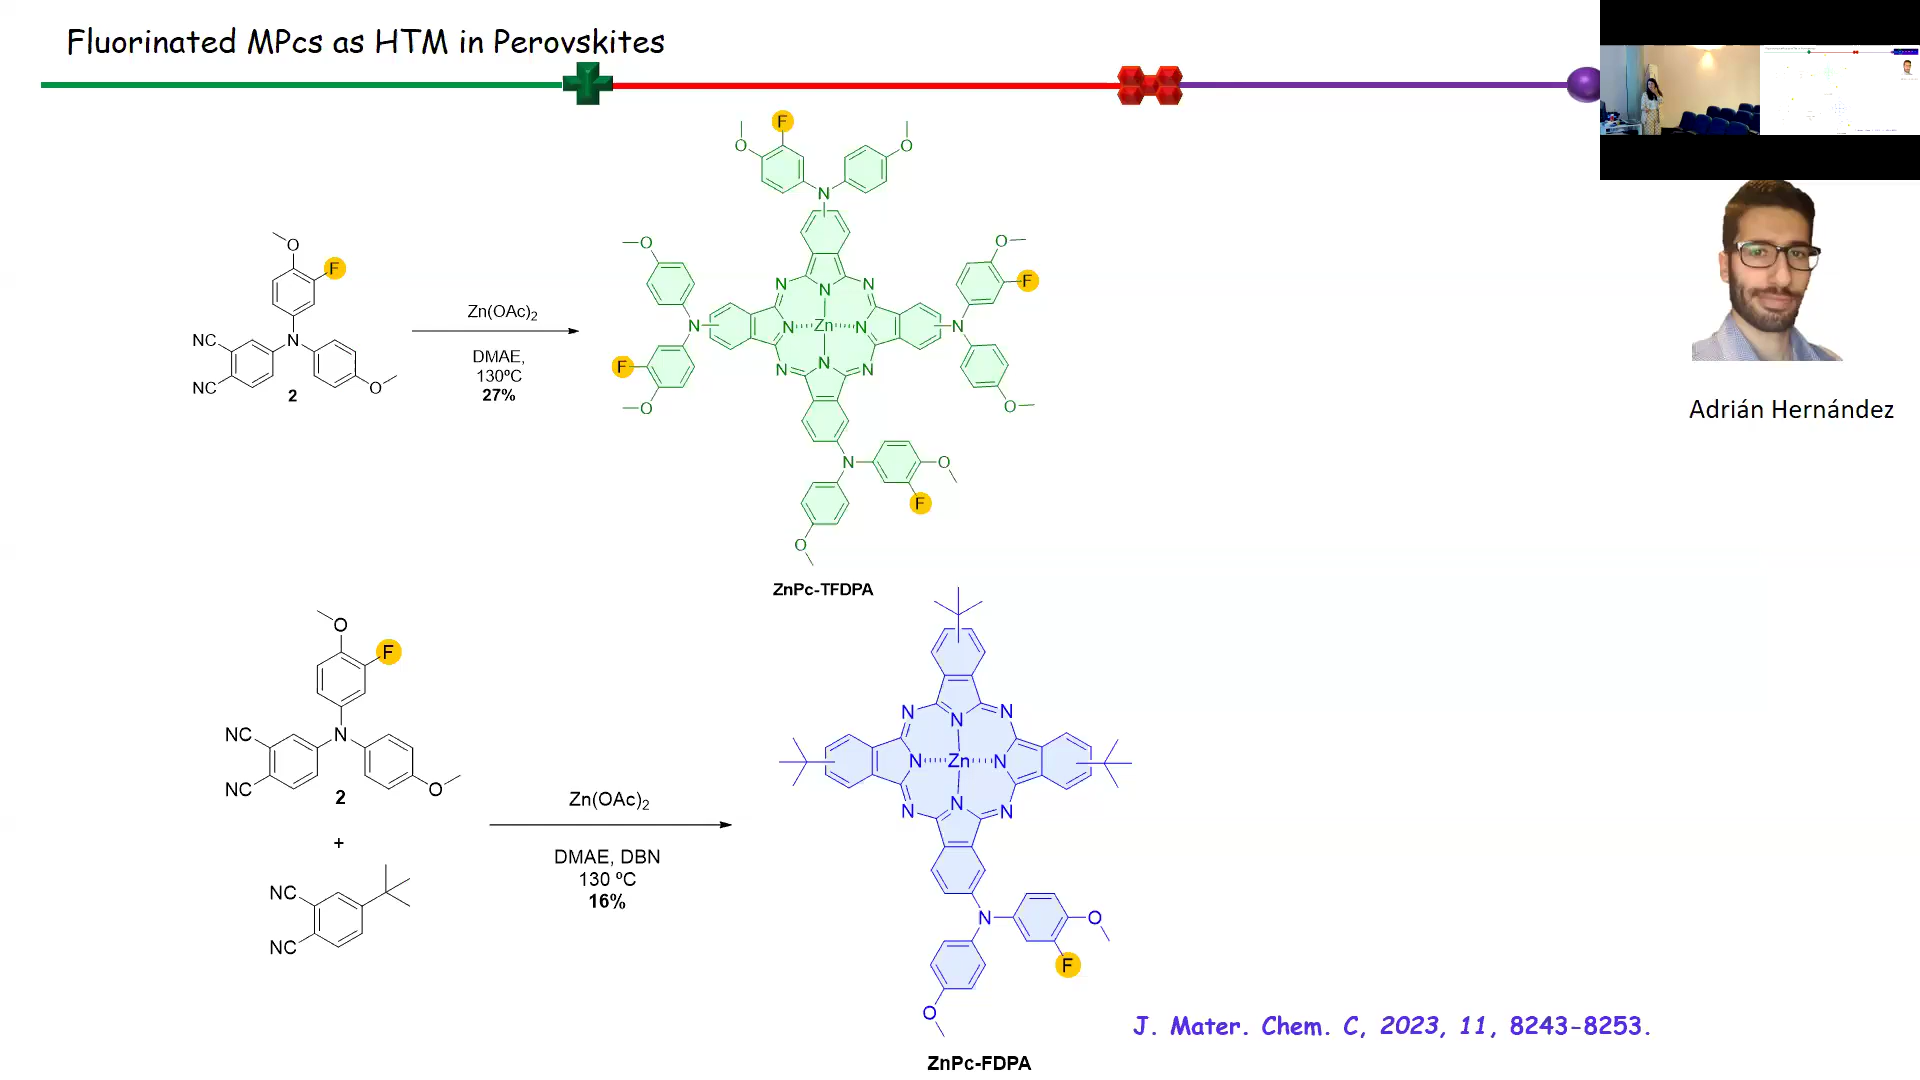 Fluorinated MPcs as HTM in Perovskites
F
O
O
N
O
F
O
O
F
N
N
N
N
N
Zn
N
N
N
N
N
N
F
O
O
N
O
F
O
ZnPc-TFDPA
O
F
NC
NC
N
O
2
Zn(OAc)2
DMAE,
130ºC
27%
Adrián Hernández
O
F
NC
NC
N
O
2
+
NC
NC
Zn(OAc)2
DMAE, DBN
130 ºC
16%
N
N
N
N
Zn
N
N
N
N
N
O
F
O
ZnPc-FDPA
J. Mater. Chem. C, 2023, 11, 8243-8253.